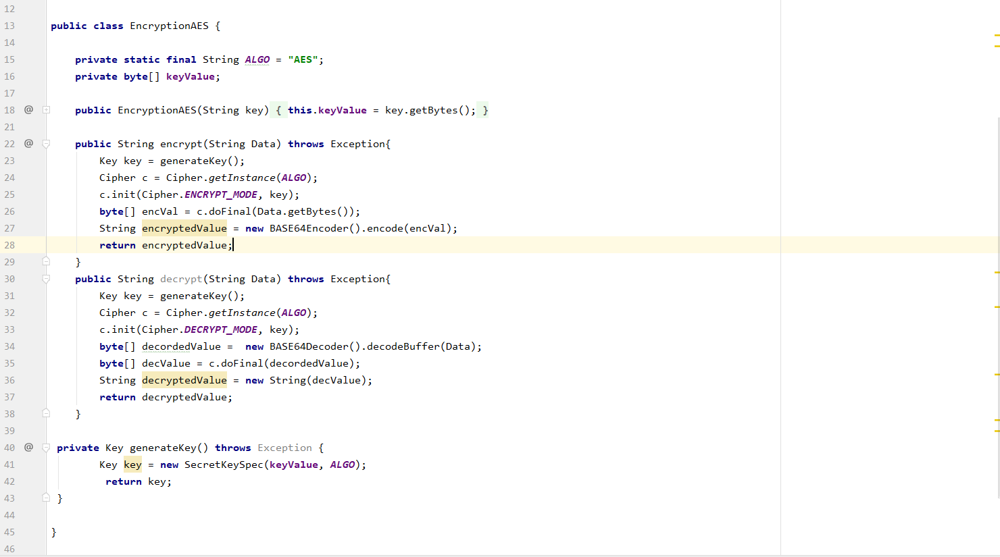 12
13 public class EncryptionAES {
14
15     private static final String ALGO = "AES";
16     private byte[] keyValue;
17
18 @     public EncryptionAES(String key) { this.keyValue = key.getBytes(); }
21
22 @     public String encrypt(String Data) throws Exception{
23         Key key = generateKey();
24         Cipher c = Cipher.getInstance(ALGO);
25         c.init(Cipher.ENCRYPT_MODE, key);
26         byte[] encVal = c.doFinal(Data.getBytes());
27         String encryptedValue = new BASE64Encoder().encode(encVal);
28         return encryptedValue;
29     }
30     public String decrypt(String Data) throws Exception{
31         Key key = generateKey();
32         Cipher c = Cipher.getInstance(ALGO);
33         c.init(Cipher.DECRYPT_MODE, key);
34         byte[] decordedValue =  new BASE64Decoder().decodeBuffer(Data);
35         byte[] decValue = c.doFinal(decordedValue);
36         String decryptedValue = new String(decValue);
37         return decryptedValue;
38     }
39
40 @  private Key generateKey() throws Exception {
41         Key key = new SecretKeySpec(keyValue, ALGO);
42          return key;
43  }
44
45 }
46